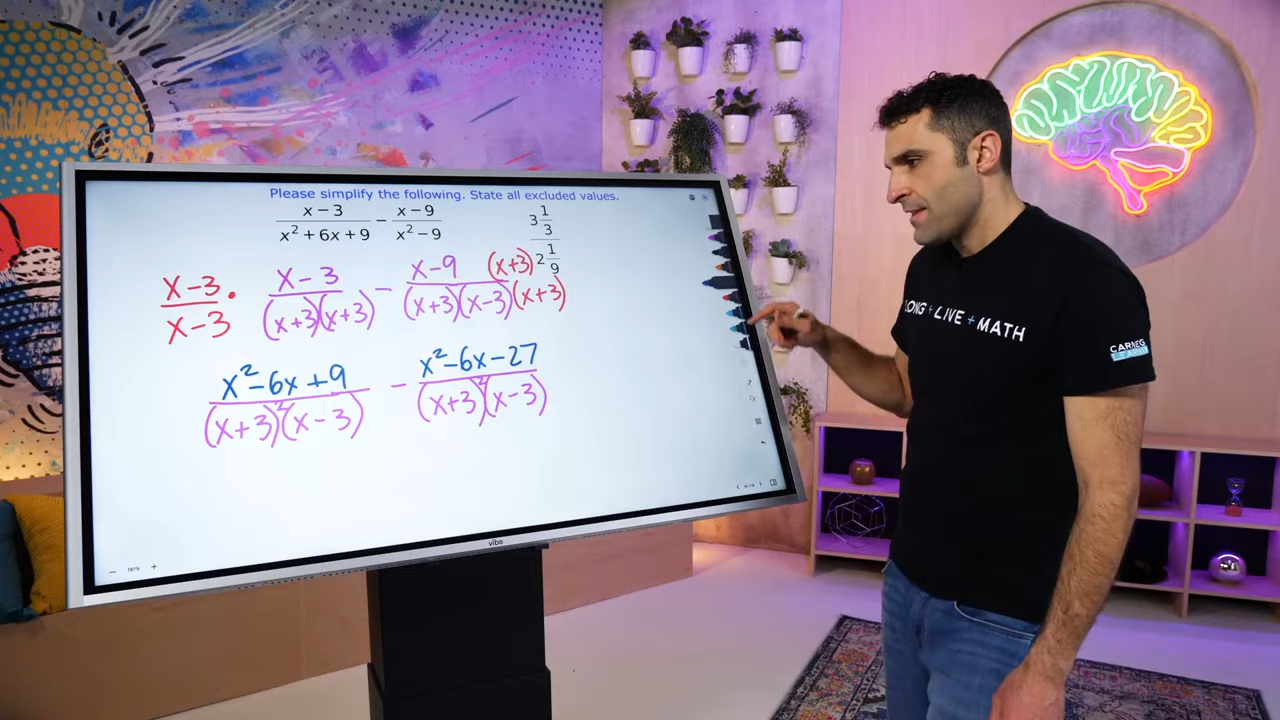 Please simplify the following. State all excluded values.
x − 3 / x² + 6x + 9 − x − 9 / x² − 9
3 1/3 / 2 1/9
x-3 / x-3 · x-3 / (x+3)(x+3) - x-9 (x+3) / (x+3)(x-3)(x+3)
x²-6x+9 / (x+3)²(x-3) - x²-6x-27 / (x+3)²(x-3)
LONG + LIVE + MATH
vibe